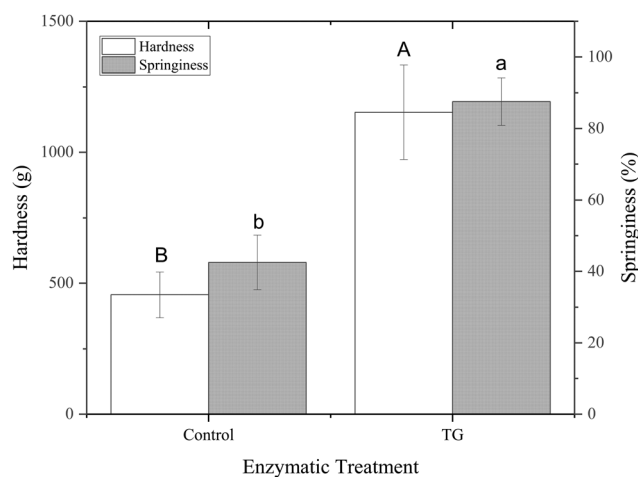 1500
1000
500
0
Hardness (g)
Hardness
Springiness
B
b
A
a
100
80
60
40
20
0
Springiness (%)
Control
TG
Enzymatic Treatment